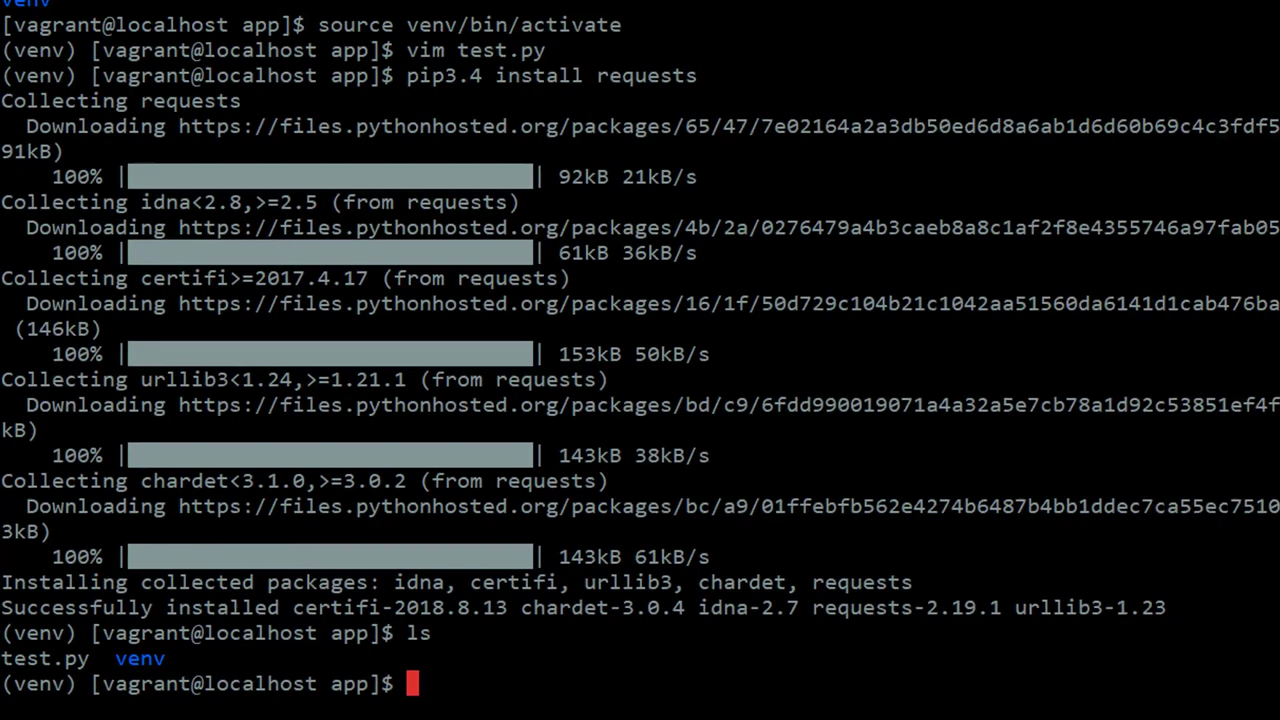 venv
[vagrant@localhost app]$ source venv/bin/activate
(venv) [vagrant@localhost app]$ vim test.py
(venv) [vagrant@localhost app]$ pip3.4 install requests
Collecting requests
  Downloading https://files.pythonhosted.org/packages/65/47/7e02164a2a3db50ed6d8a6ab1d6d60b69c4c3fdf5
91kB)
    100% |████████████████████████████████| 92kB 21kB/s
Collecting idna<2.8,>=2.5 (from requests)
  Downloading https://files.pythonhosted.org/packages/4b/2a/0276479a4b3caeb8a8c1af2f8e4355746a97fab05
    100% |████████████████████████████████| 61kB 36kB/s
Collecting certifi>=2017.4.17 (from requests)
  Downloading https://files.pythonhosted.org/packages/16/1f/50d729c104b21c1042aa51560da6141d1cab476ba
 (146kB)
    100% |████████████████████████████████| 153kB 50kB/s
Collecting urllib3<1.24,>=1.21.1 (from requests)
  Downloading https://files.pythonhosted.org/packages/bd/c9/6fdd990019071a4a32a5e7cb78a1d92c53851ef4f
kB)
    100% |████████████████████████████████| 143kB 38kB/s
Collecting chardet<3.1.0,>=3.0.2 (from requests)
  Downloading https://files.pythonhosted.org/packages/bc/a9/01ffebfb562e4274b6487b4bb1ddec7ca55ec7510
3kB)
    100% |████████████████████████████████| 143kB 61kB/s
Installing collected packages: idna, certifi, urllib3, chardet, requests
Successfully installed certifi-2018.8.13 chardet-3.0.4 idna-2.7 requests-2.19.1 urllib3-1.23
(venv) [vagrant@localhost app]$ ls
test.py  venv
(venv) [vagrant@localhost app]$